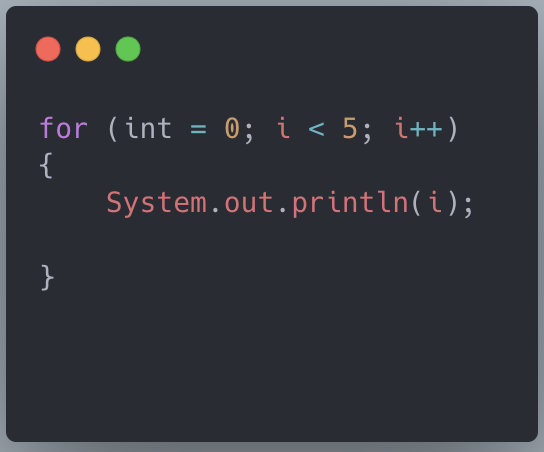 for (int = 0; i < 5; i++)
{
    System.out.println(i);
}